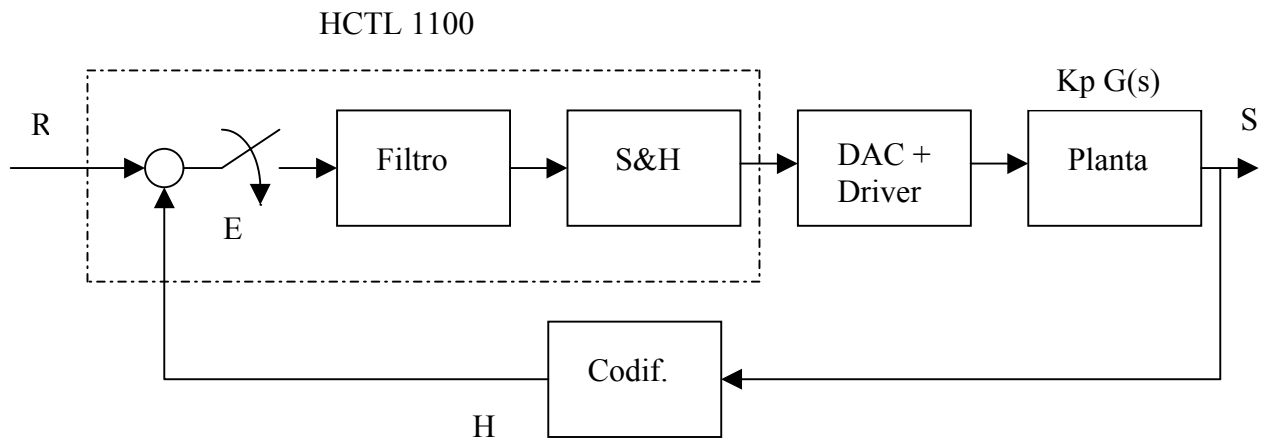 HCTL 1100
Kp G(s)
R
S
Filtro
S&H
DAC +
Driver
Planta
E
Codif.
H